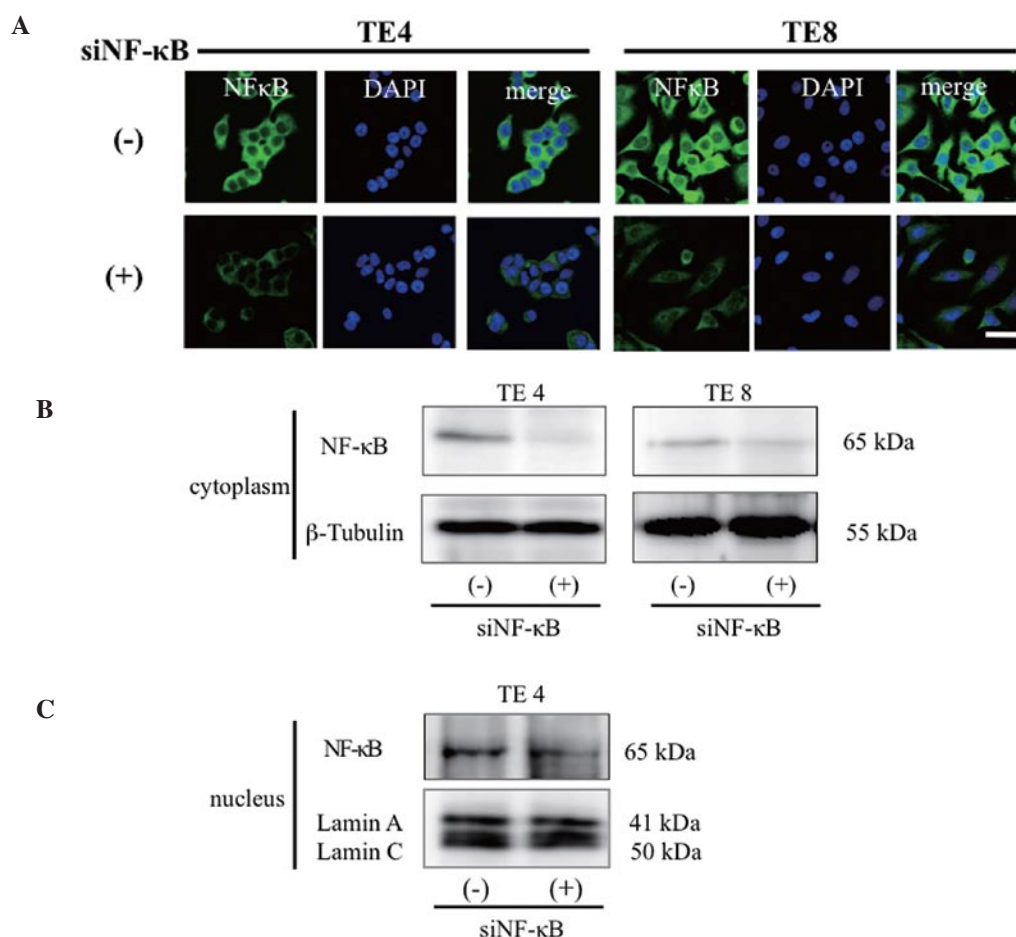 A
TE4 TE8
siNF-κB
NFκB DAPI merge NFκB DAPI merge
(-)
(+)
B
TE 4 TE 8
NF-κB 65 kDa
cytoplasm
β-Tubulin 55 kDa
(-) (+) (-) (+)
siNF-κB siNF-κB
C
TE 4
NF-κB 65 kDa
nucleus
Lamin A 41 kDa
Lamin C 50 kDa
(-) (+)
siNF-κB